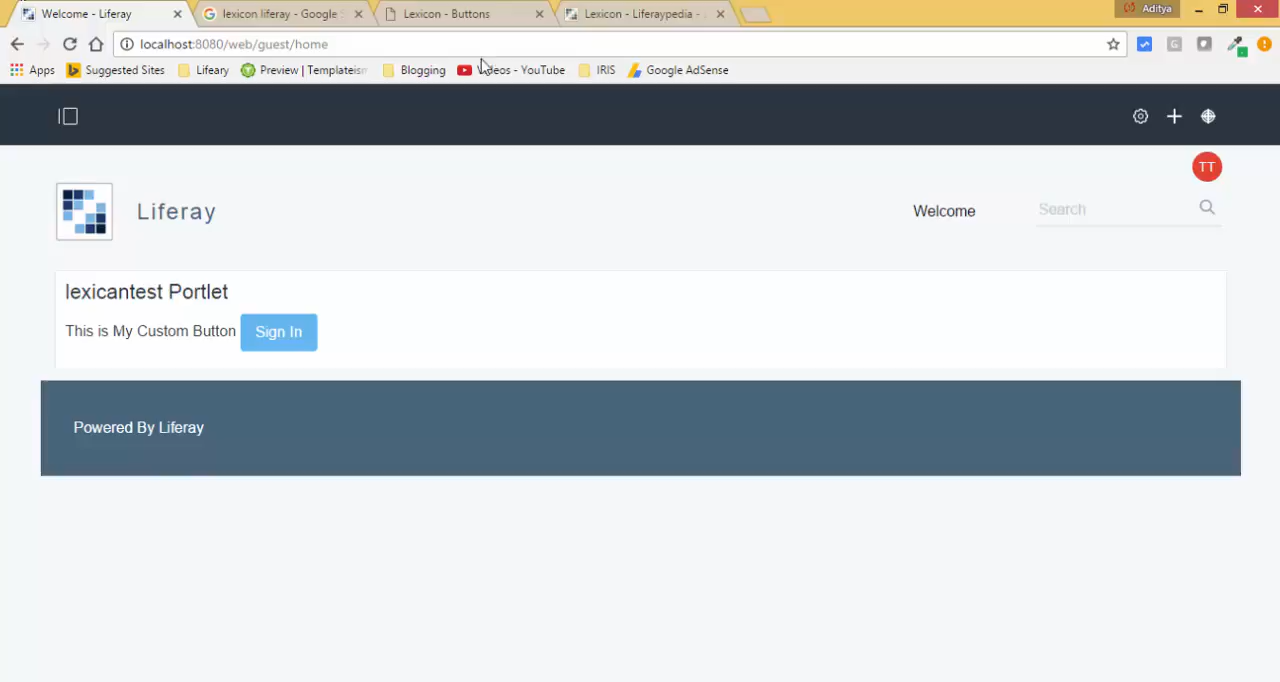 Welcome - Liferay
lexicon liferay - Google S
Lexicon - Buttons
Lexicon - Liferaypedia -
Aditya
localhost:8080/web/guest/home
Apps
Suggested Sites
Lifeary
Preview | Templateism
Blogging
Videos - YouTube
IRIS
Google AdSense
TT
Liferay
Welcome
Search
lexicantest Portlet
This is My Custom Button
Sign In
Powered By Liferay